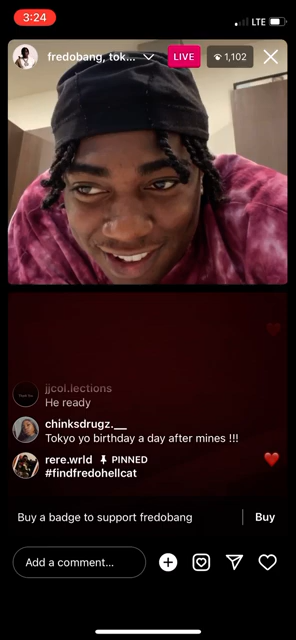 3:24
LTE
fredobang, tok...
LIVE
1,102
jjcol.lections
He ready
chinksdrugz.__
Tokyo yo birthday a day after mines !!!
rere.wrld PINNED
#findfredohellcat
Buy a badge to support fredobang
Buy
Add a comment...